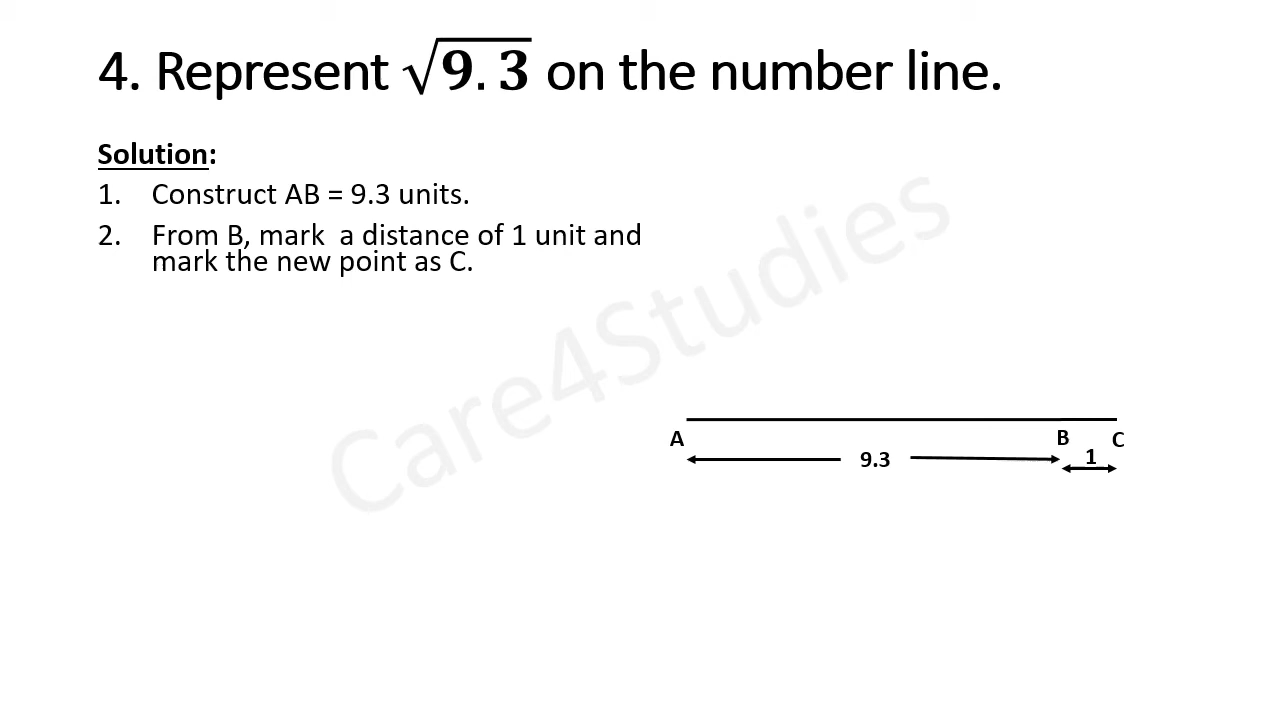 4. Represent √9.3 on the number line.
Solution:
1. Construct AB = 9.3 units.
2. From B, mark a distance of 1 unit and
mark the new point as C.
Care4Studies
A B C
9.3 1